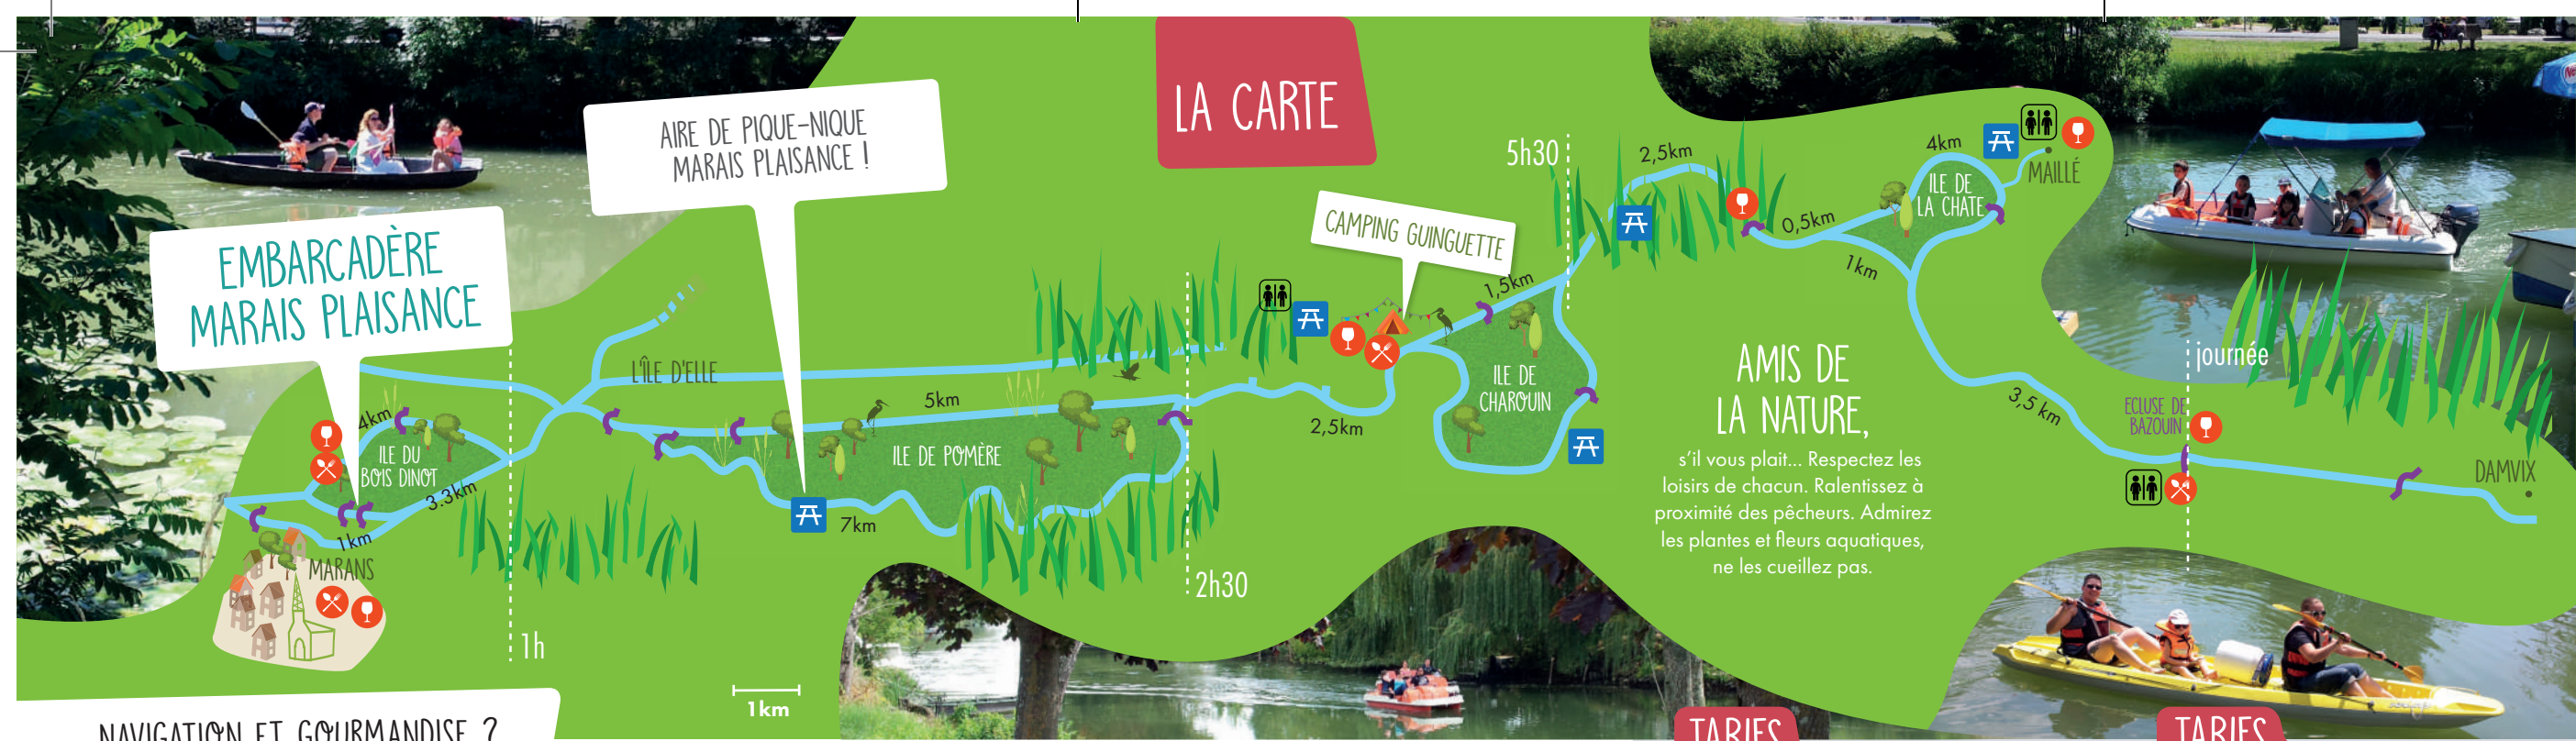 LA CARTE
AIRE DE PIQUE-NIQUE
MARAIS PLAISANCE !
EMBARCADÈRE
MARAIS PLAISANCE
CAMPING GUINGUETTE
5h30
2,5km
0,5km
4km
1km
ILE DE
LA CHATE
MAILLÉ
1,5km
L'ÎLE D'ELLE
5km
ILE DE POMÈRE
7km
2,5km
ILE DE
CHAROUIN
4km
ILE DU
BOIS DINOT
3.3km
1km
MARANS
1h
2h30
1km
AMIS DE
LA NATURE,
s'il vous plait... Respectez les
loisirs de chacun. Ralentissez à
proximité des pêcheurs. Admirez
les plantes et fleurs aquatiques,
ne les cueillez pas.
journée
3,5 km
ECLUSE DE
BAZOUIN
DAMVIX
NAVIGATION ET GOURMANDISE ?
TARIFS
TARIFS